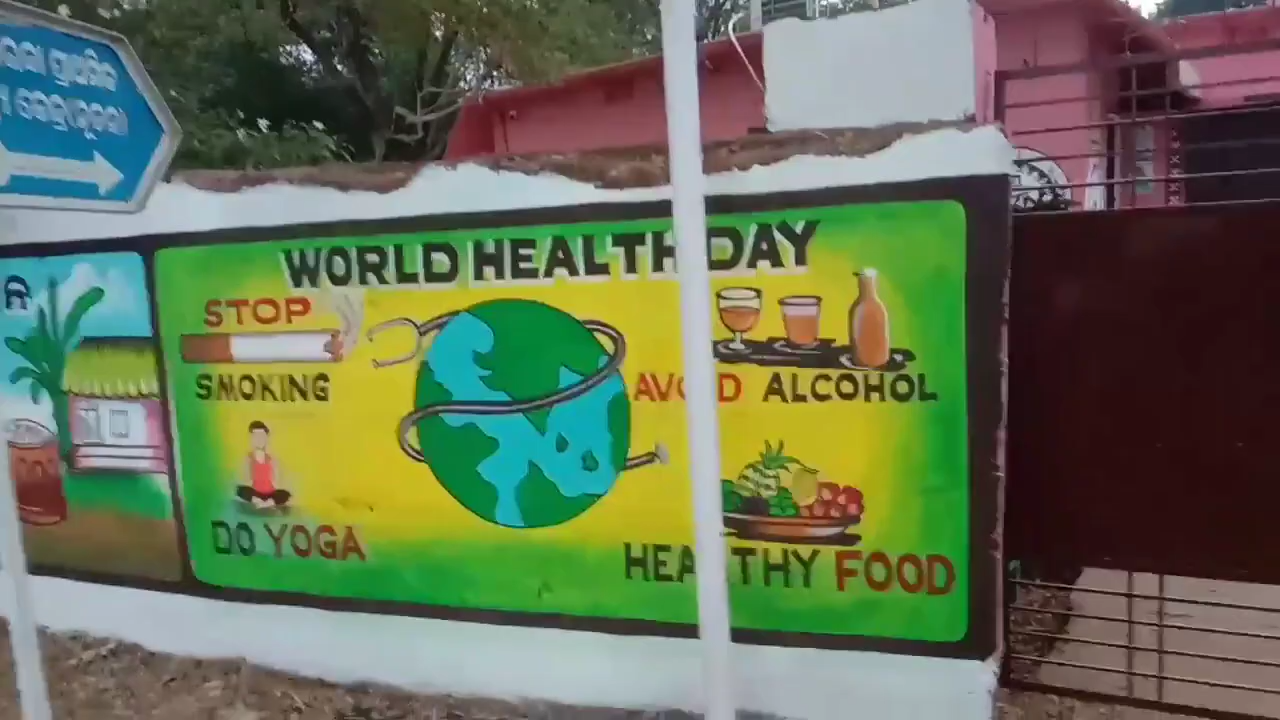 WORLD HEALTH DAY
STOP
SMOKING
AVOID ALCOHOL
DO YOGA
HEALTHY FOOD